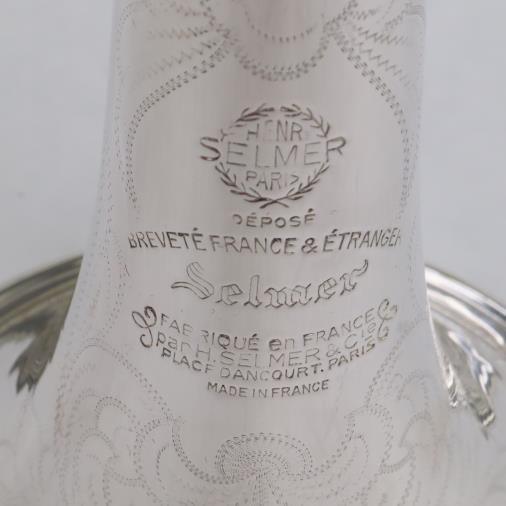 HENRI
SELMER
PARIS
DÉPOSÉ
BREVETÉ FRANCE & ÉTRANGER
Selmer
FABRIQUÉ en FRANCE
par H. SELMER & Cie
PLACE DANCOURT. PARIS
MADE IN FRANCE